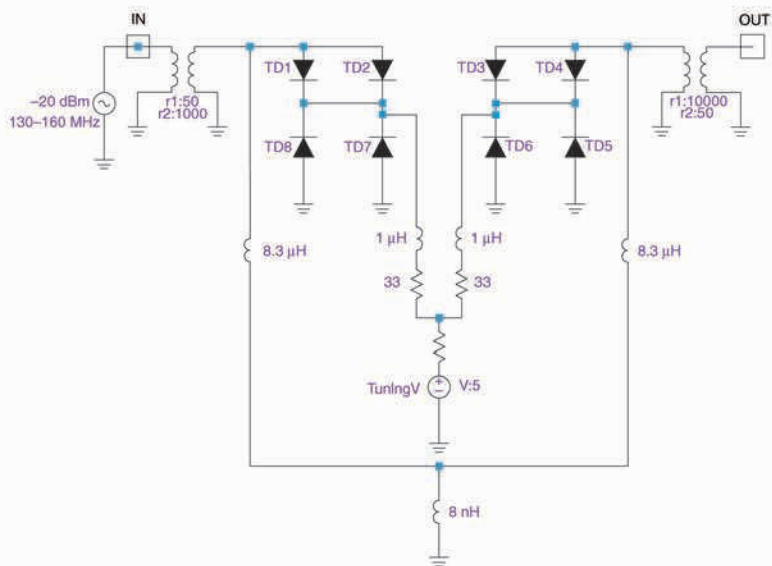 IN
OUT
TD1
TD2
TD3
TD4
–20 dBm
130–160 MHz
r1:50
r2:1000
r1:10000
r2:50
TD8
TD7
TD6
TD5
8.3 µH
1 µH
1 µH
8.3 µH
33
33
TunIngV
V:5
8 nH